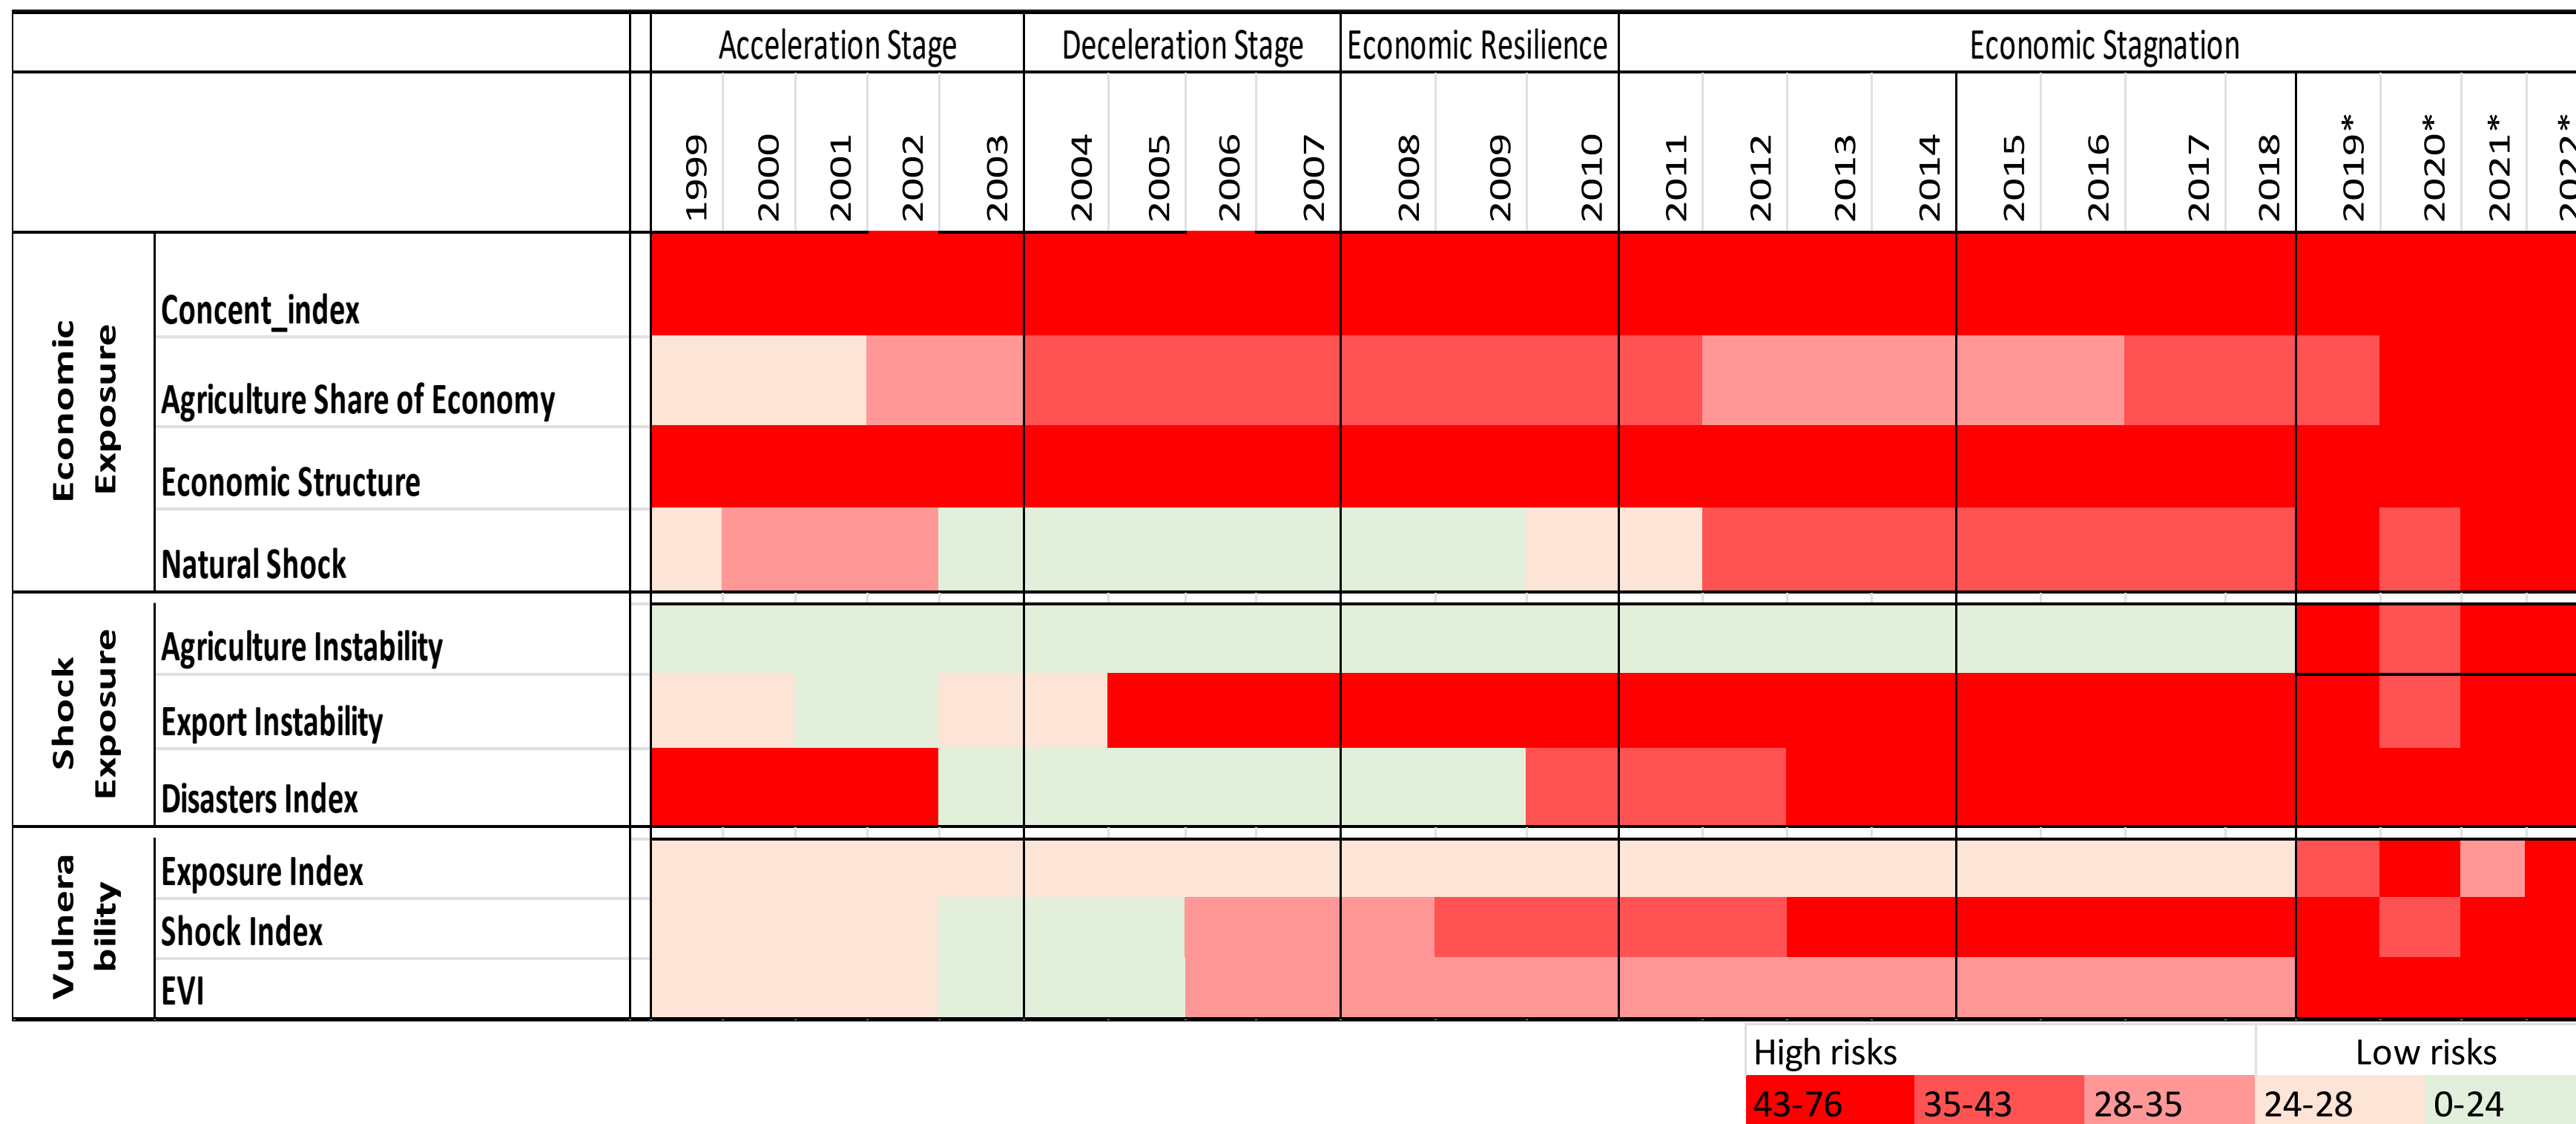 Acceleration Stage Deceleration Stage Economic Resilience Economic Stagnation
1999 2000 2001 2002 2003 2004 2005 2006 2007 2008 2009 2010 2011 2012 2013 2014 2015 2016 2017 2018 2019* 2020* 2021* 2022*
Economic
Exposure
Concent_index
Agriculture Share of Economy
Economic Structure
Natural Shock
Shock
Exposure
Agriculture Instability
Export Instability
Disasters Index
Vulnera
bility
Exposure Index
Shock Index
EVI
High risks Low risks
43-76 35-43 28-35 24-28 0-24